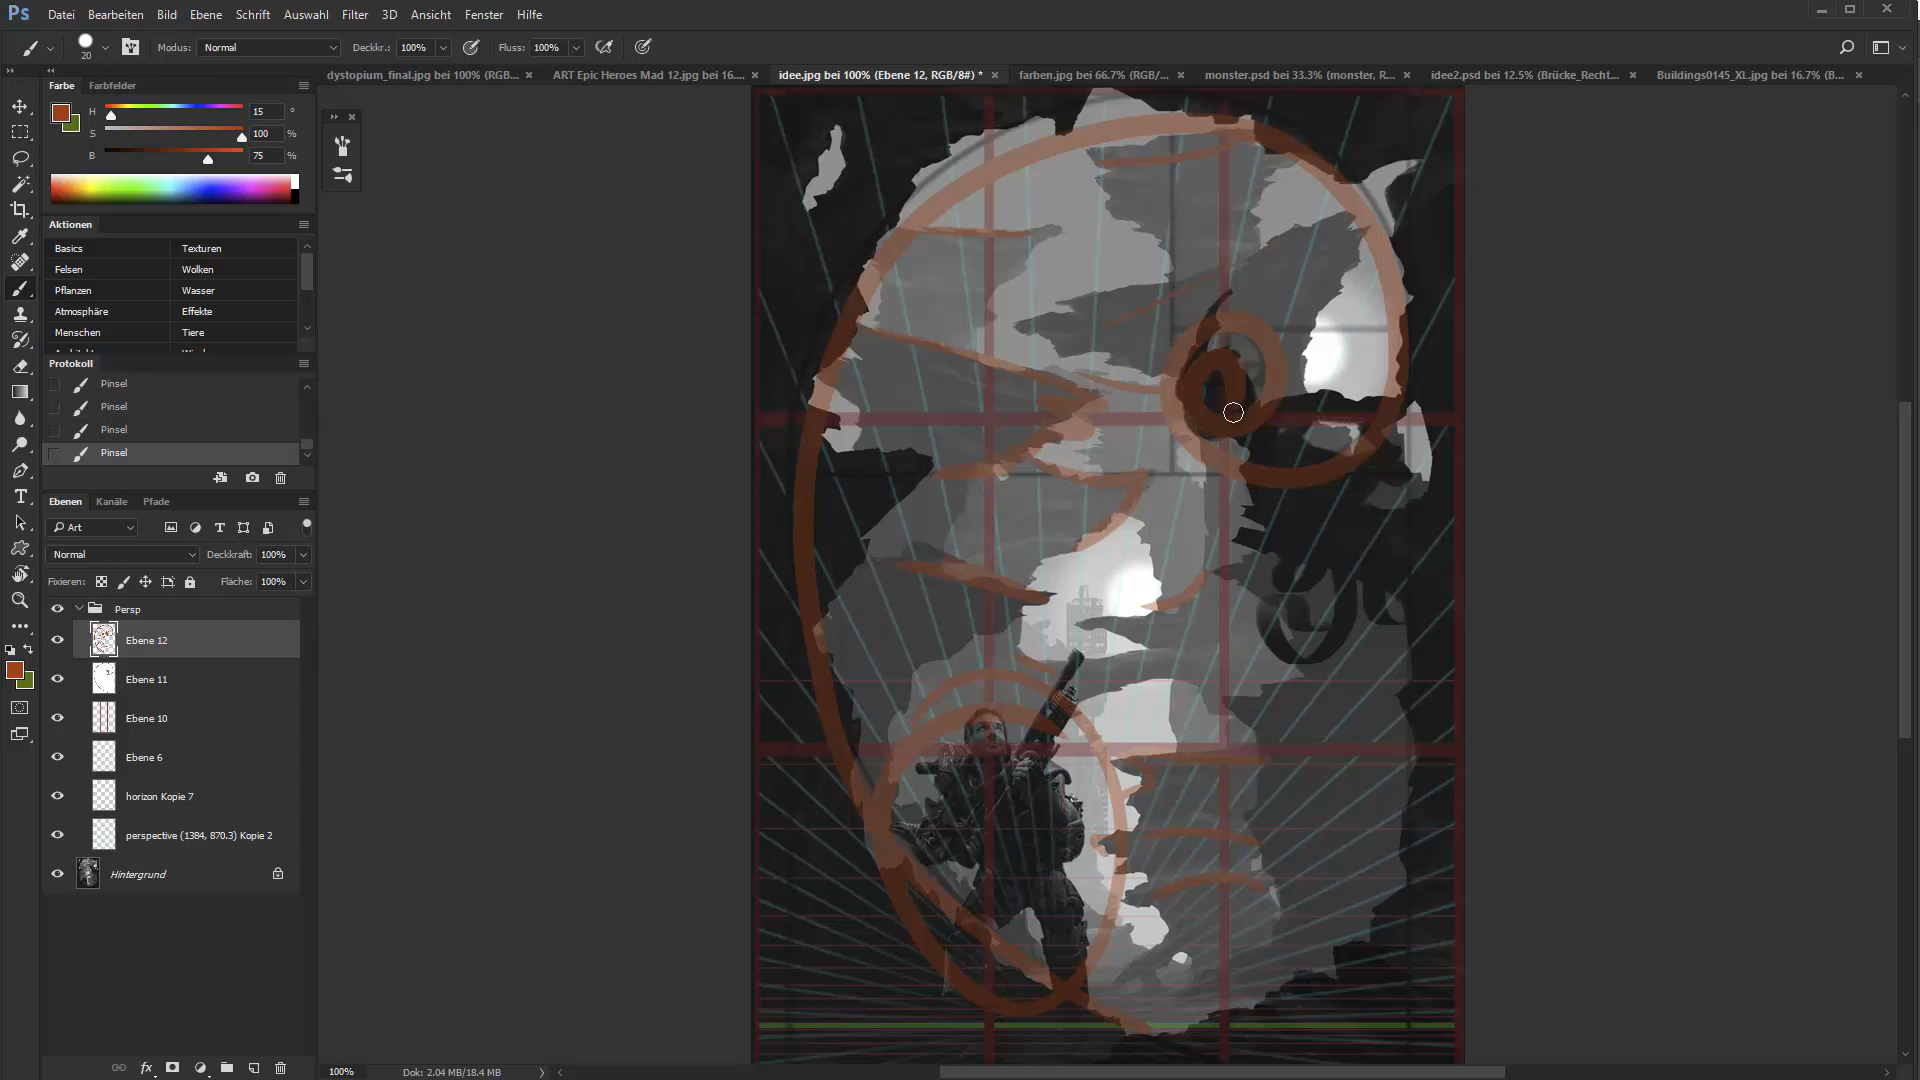 Ps Datei Bearbeiten Bild Ebene Schrift Auswahl Filter 3D Ansicht Fenster Hilfe
20 Modus: Normal Deckkr.: 100% Fluss: 100%
dystopium_final.jpg bei 100% (RGB... × ART Epic Heroes Mad 12.jpg bei 16.... × idee.jpg bei 100% (Ebene 12, RGB/8#) * × farben.jpg bei 66.7% (RGB/... × monster.psd bei 33.3% (monster, R... × idee2.psd bei 12.5% (Brücke_Recht... × Buildings0145_XL.jpg bei 16.7% (B... ×
Farbe Farbfelder
H 15 °
S 100 %
B 75 %
Aktionen
Basics Texturen
Felsen Wolken
Pflanzen Wasser
Atmosphäre Effekte
Menschen Tiere
Protokoll
Pinsel
Pinsel
Pinsel
Pinsel
Ebenen Kanäle Pfade
Art
Normal Deckkraft: 100%
Fixieren: Fläche: 100%
Persp
Ebene 12
Ebene 11
Ebene 10
Ebene 6
horizon Kopie 7
perspective (1384, 870.3) Kopie 2
Hintergrund
fx
100% Dok: 2.04 MB/18.4 MB